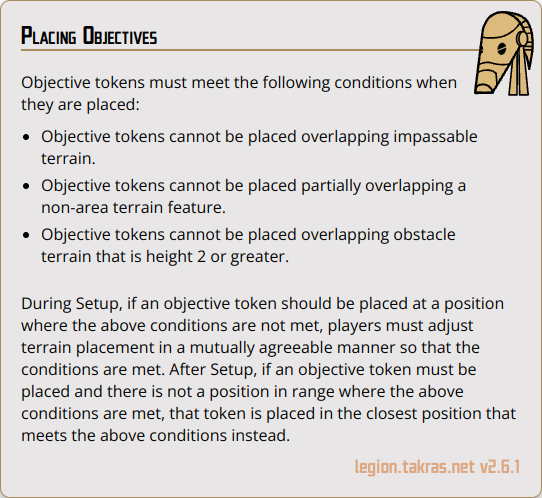 Placing Objectives
Objective tokens must meet the following conditions when
they are placed:
• Objective tokens cannot be placed overlapping impassable
terrain.
• Objective tokens cannot be placed partially overlapping a
non-area terrain feature.
• Objective tokens cannot be placed overlapping obstacle
terrain that is height 2 or greater.
During Setup, if an objective token should be placed at a position
where the above conditions are not met, players must adjust
terrain placement in a mutually agreeable manner so that the
conditions are met. After Setup, if an objective token must be
placed and there is not a position in range where the above
conditions are met, that token is placed in the closest position that
meets the above conditions instead.
legion.takras.net v2.6.1